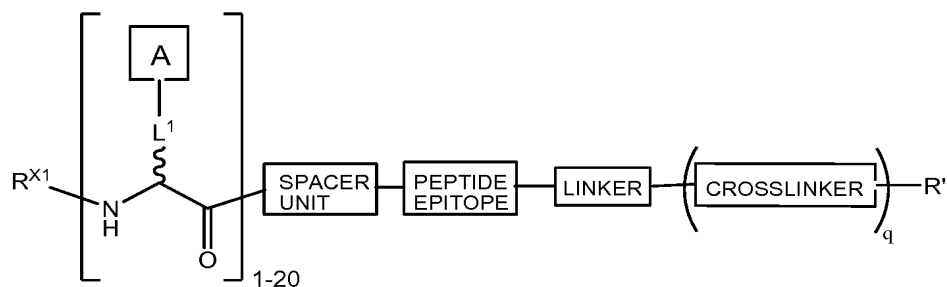 A
L¹
Rˣ¹
N
H
O
1-20
SPACER
UNIT
PEPTIDE
EPITOPE
LINKER
CROSSLINKER
q
R'